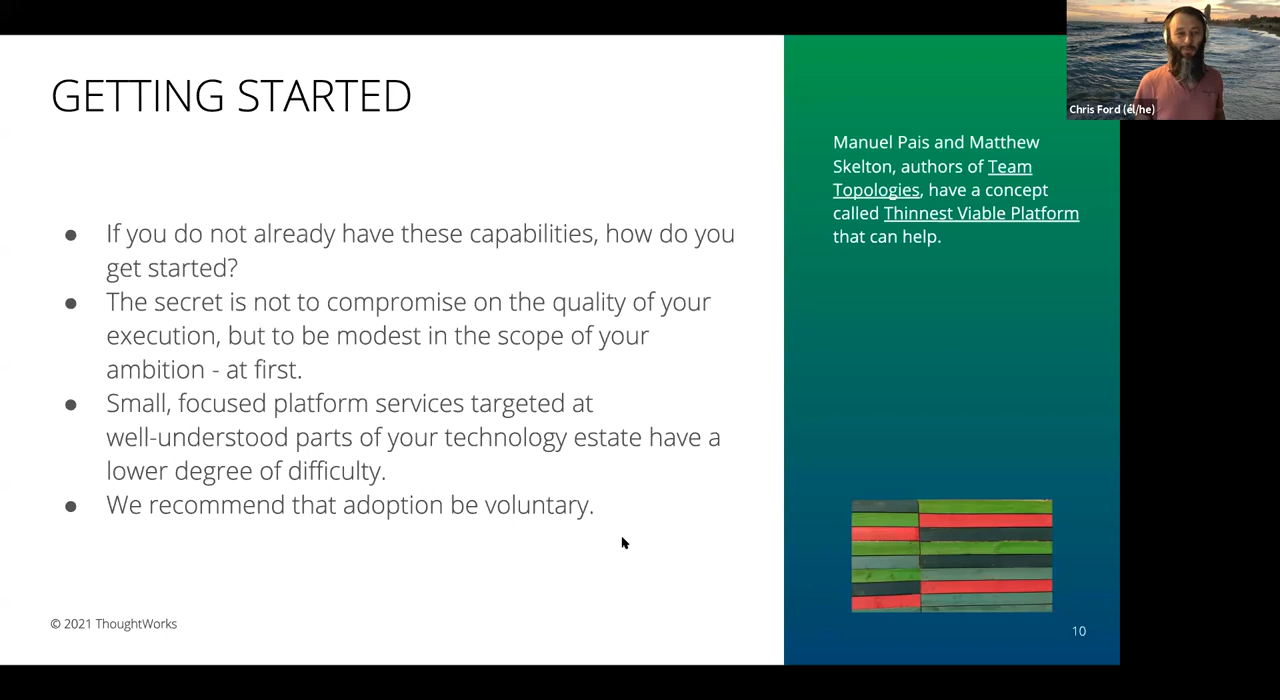 GETTING STARTED
● If you do not already have these capabilities, how do you
get started?
● The secret is not to compromise on the quality of your
execution, but to be modest in the scope of your
ambition - at first.
● Small, focused platform services targeted at
well-understood parts of your technology estate have a
lower degree of difficulty.
● We recommend that adoption be voluntary.
© 2021 ThoughtWorks
Manuel Pais and Matthew
Skelton, authors of Team
Topologies, have a concept
called Thinnest Viable Platform
that can help.
10
Chris Ford (él/he)